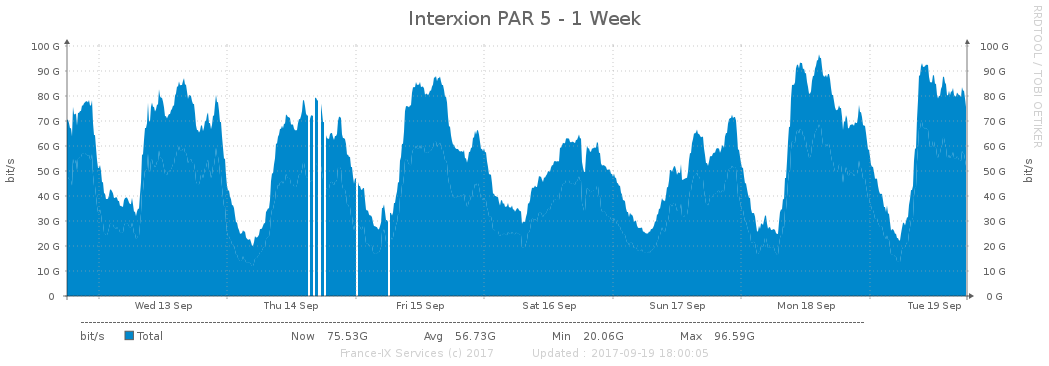 Interxion PAR 5 - 1 Week
RRDTOOL / TOBI OETIKER
bit/s
100 G
90 G
80 G
70 G
60 G
50 G
40 G
30 G
20 G
10 G
0
100 G
90 G
80 G
70 G
60 G
50 G
40 G
30 G
20 G
10 G
0 G
bit/s
Wed 13 Sep Thu 14 Sep Fri 15 Sep Sat 16 Sep Sun 17 Sep Mon 18 Sep Tue 19 Sep
bit/s Total Now 75.53G Avg 56.73G Min 20.06G Max 96.59G
France-IX Services (c) 2017 Updated : 2017-09-19 18:00:05